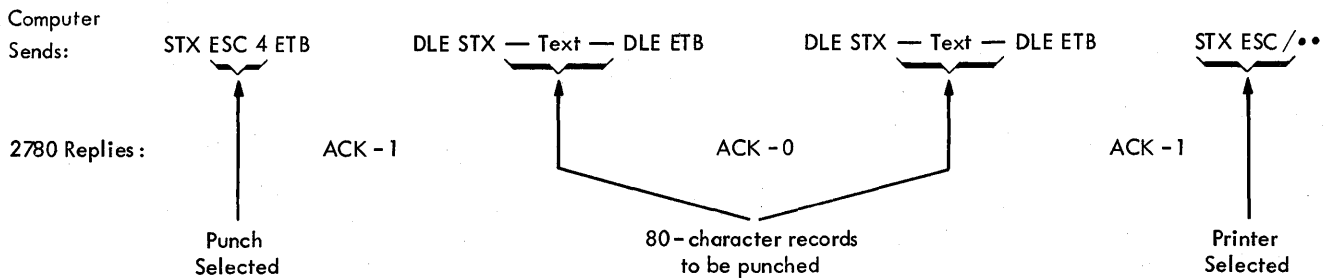 Computer
Sends:
STX ESC 4 ETB DLE STX — Text — DLE ETB DLE STX — Text — DLE ETB STX ESC /••
2780 Replies: ACK - 1 ACK - 0 ACK - 1
Punch
Selected
80-character records
to be punched
Printer
Selected